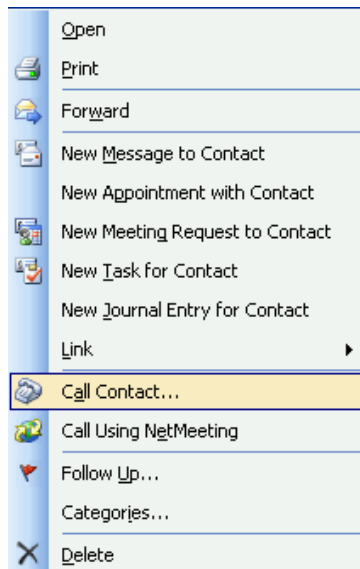 Open
Print
Forward
New Message to Contact
New Appointment with Contact
New Meeting Request to Contact
New Task for Contact
New Journal Entry for Contact
Link
Call Contact...
Call Using NetMeeting
Follow Up...
Categories...
Delete